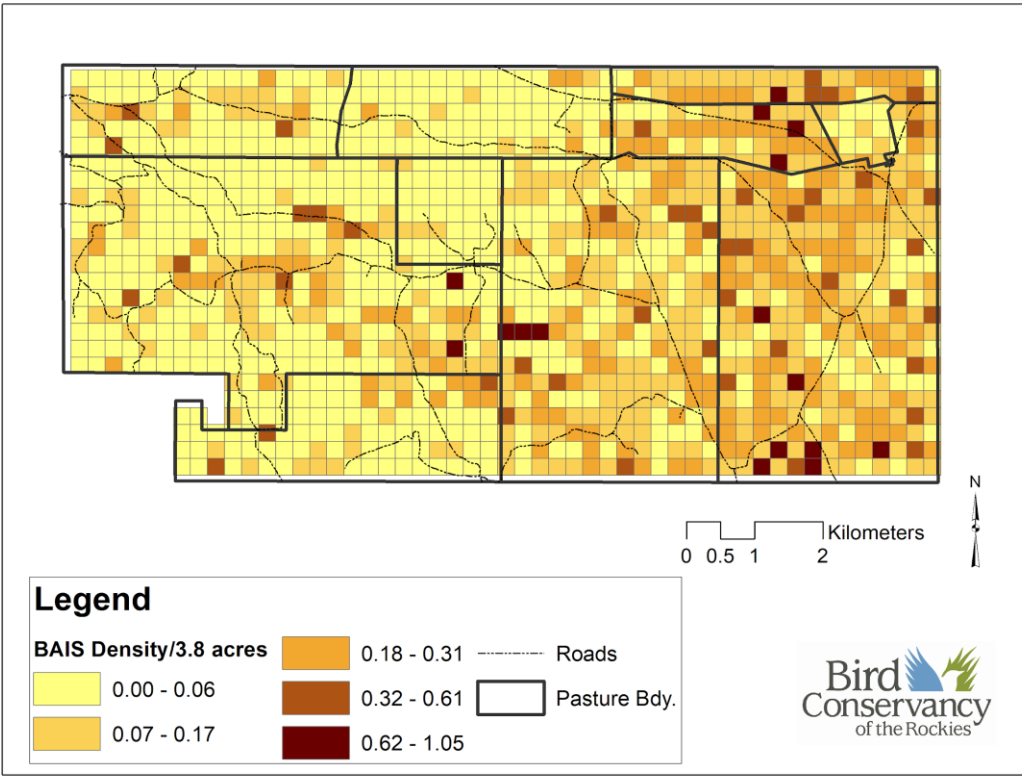 N
Kilometers
0 0.5 1 2
Legend
BAIS Density/3.8 acres
0.00 - 0.06
0.07 - 0.17
0.18 - 0.31
0.32 - 0.61
0.62 - 1.05
Roads
Pasture Bdy.
Bird
Conservancy
of the Rockies